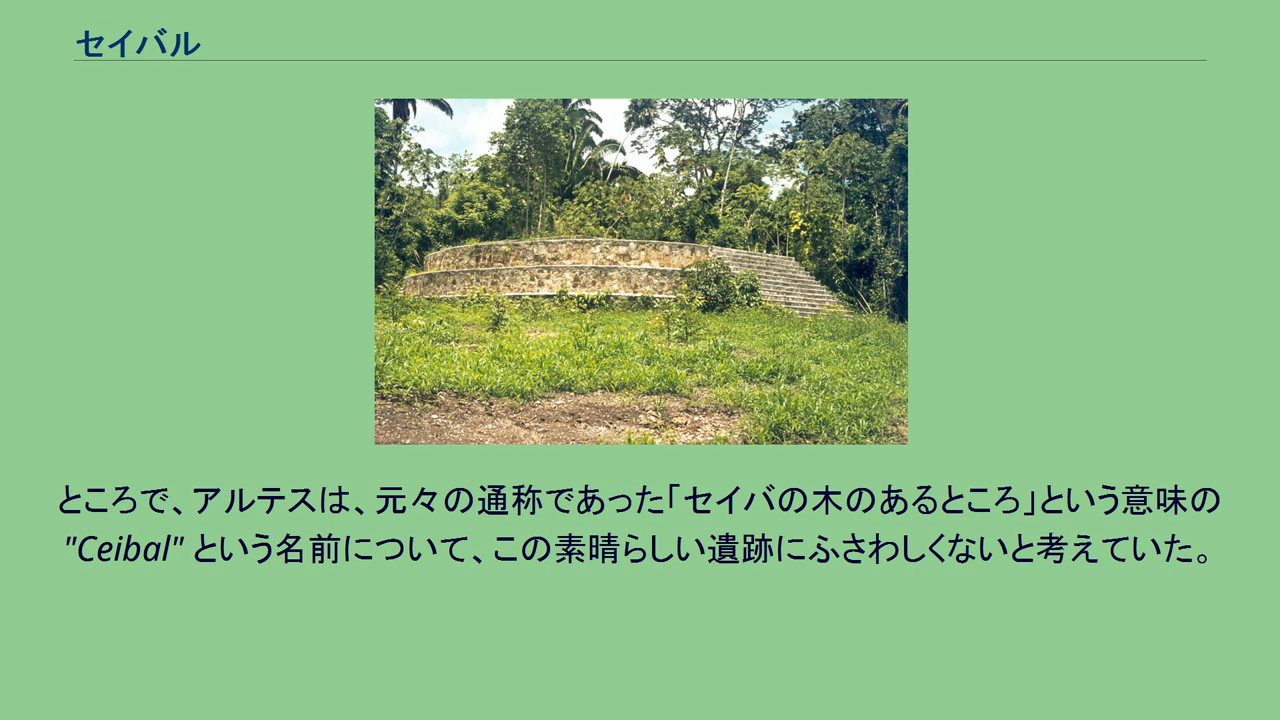 セイバル
ところで、アルテスは、元々の通称であった「セイバの木のあるところ」という意味の
"Ceibal" という名前について、この素晴らしい遺跡にふさわしくないと考えていた。